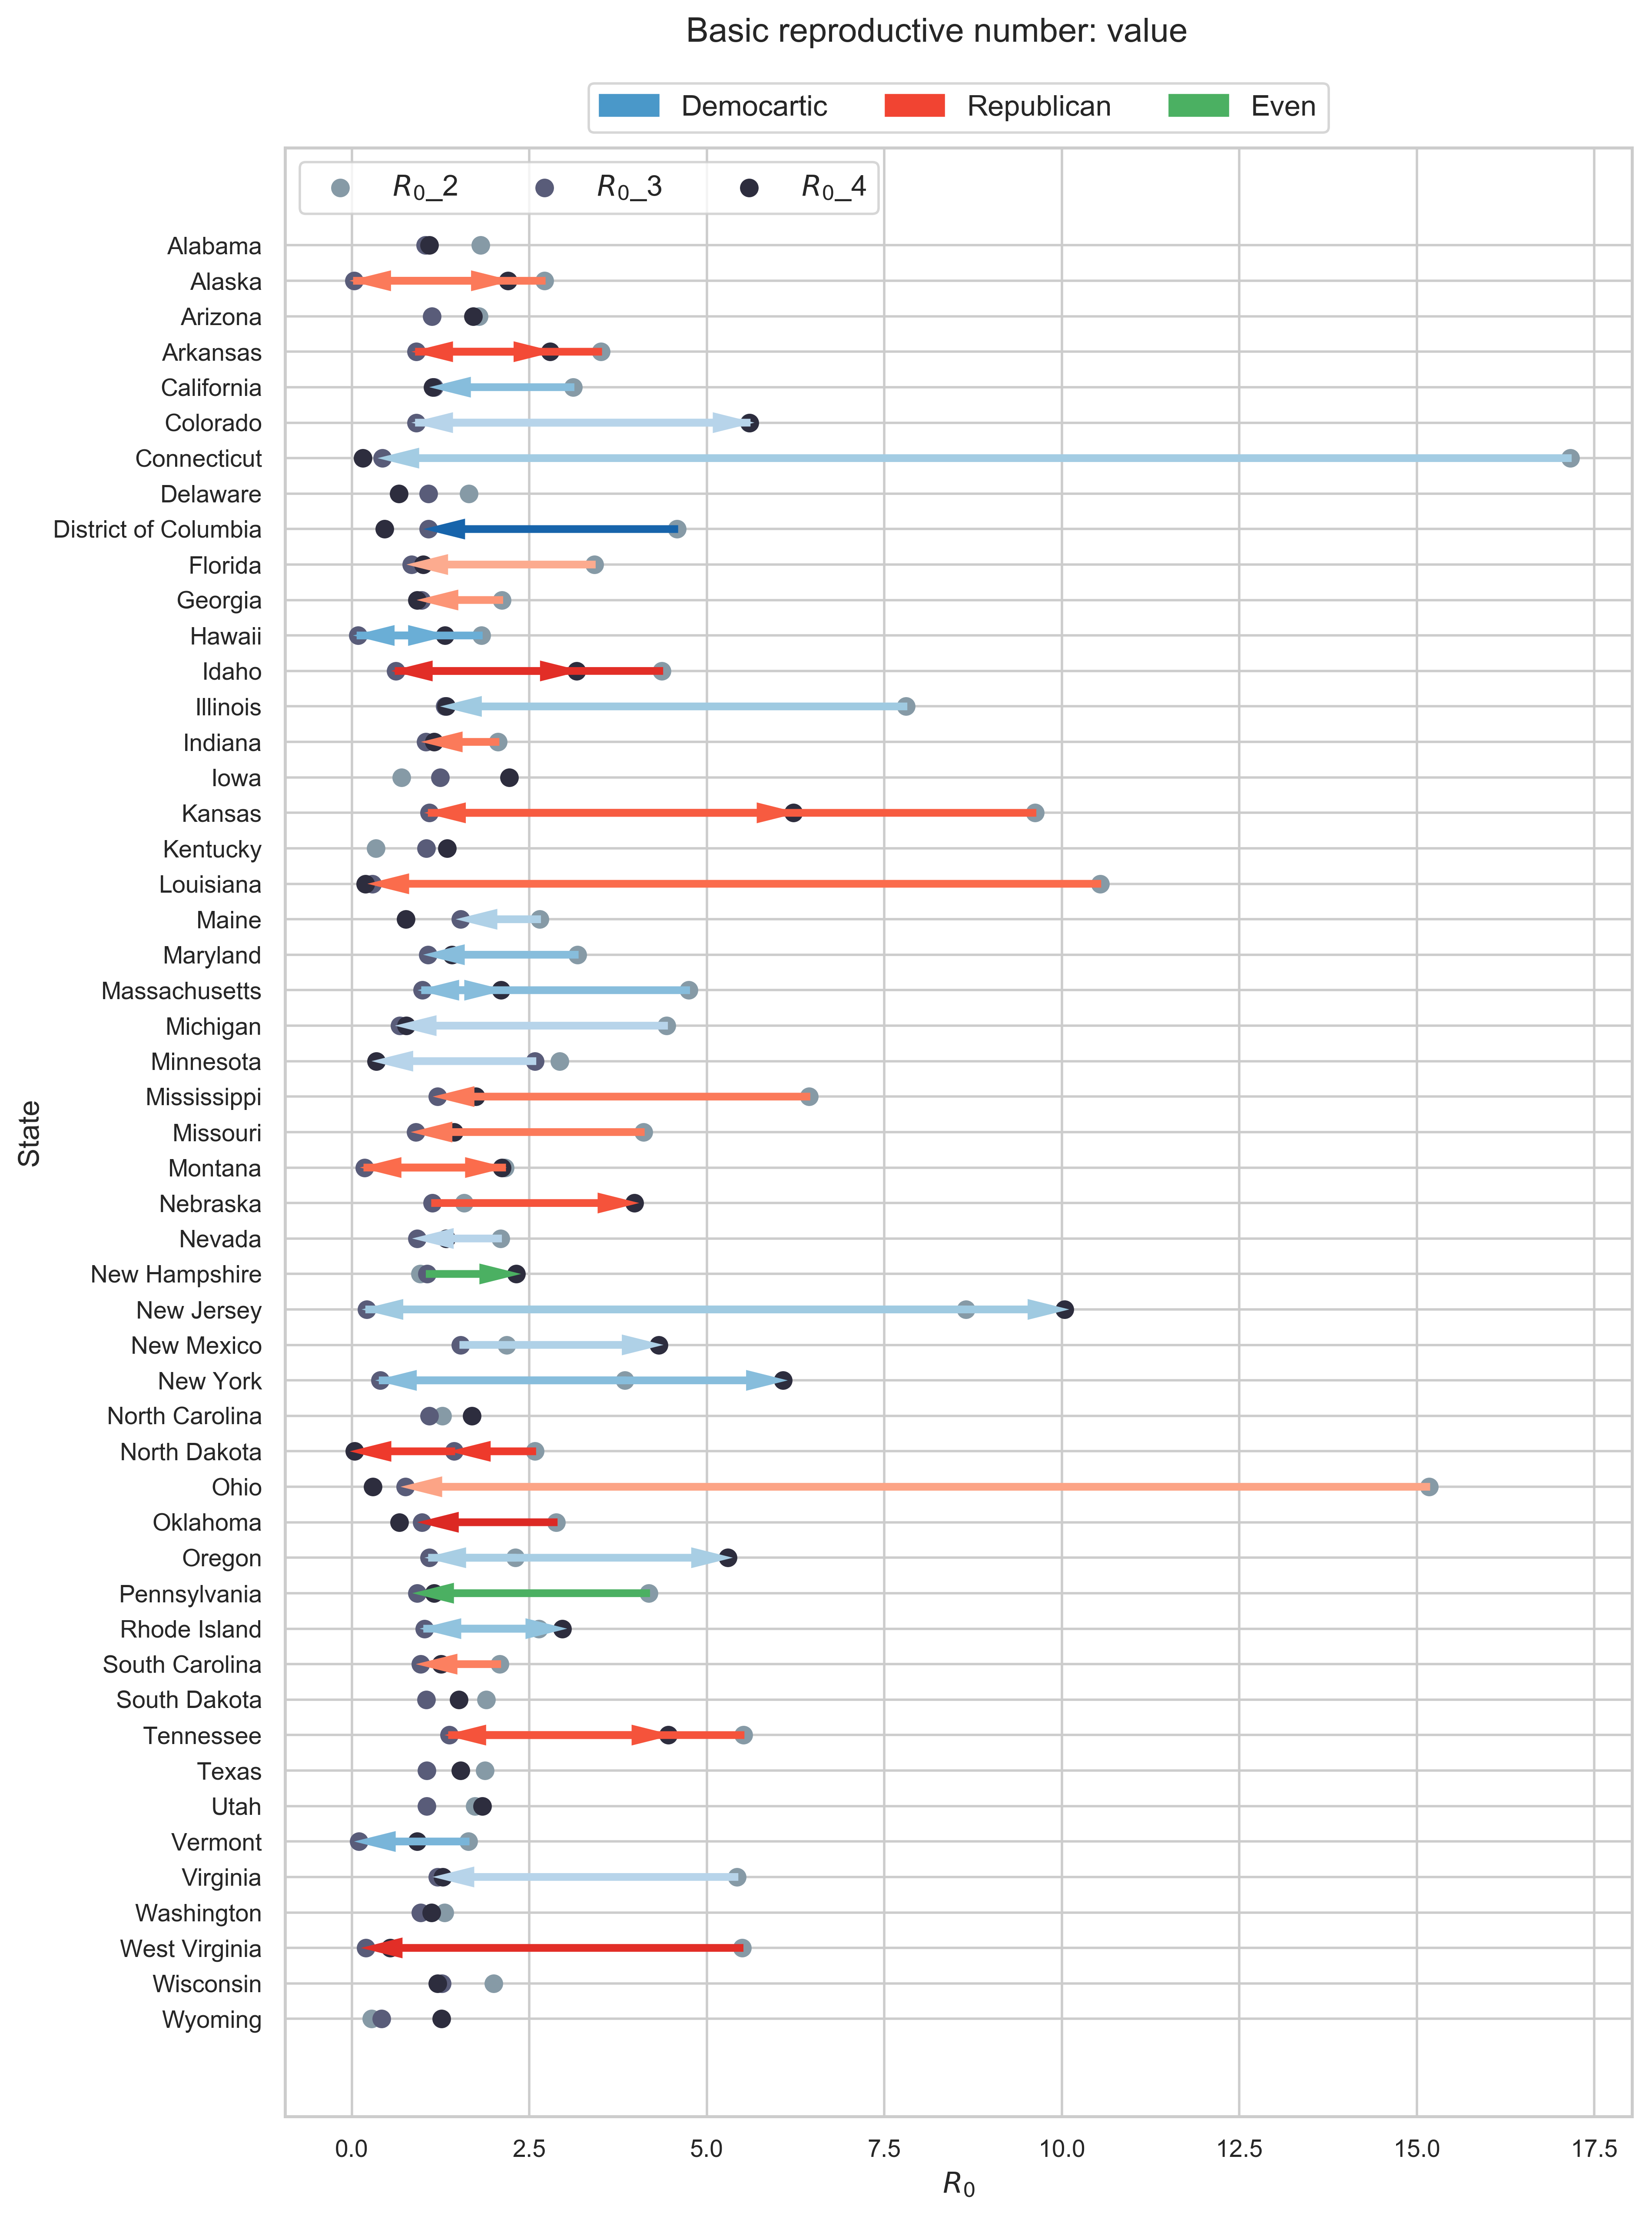 Basic reproductive number: value
Democartic Republican Even
R0_2 R0_3 R0_4
Alabama
Alaska
Arizona
Arkansas
California
Colorado
Connecticut
Delaware
District of Columbia
Florida
Georgia
Hawaii
Idaho
Illinois
Indiana
Iowa
Kansas
Kentucky
Louisiana
Maine
Maryland
Massachusetts
Michigan
Minnesota
Mississippi
Missouri
Montana
Nebraska
Nevada
New Hampshire
New Jersey
New Mexico
New York
North Carolina
North Dakota
Ohio
Oklahoma
Oregon
Pennsylvania
Rhode Island
South Carolina
South Dakota
Tennessee
Texas
Utah
Vermont
Virginia
Washington
West Virginia
Wisconsin
Wyoming
State
0.0 2.5 5.0 7.5 10.0 12.5 15.0 17.5
R0